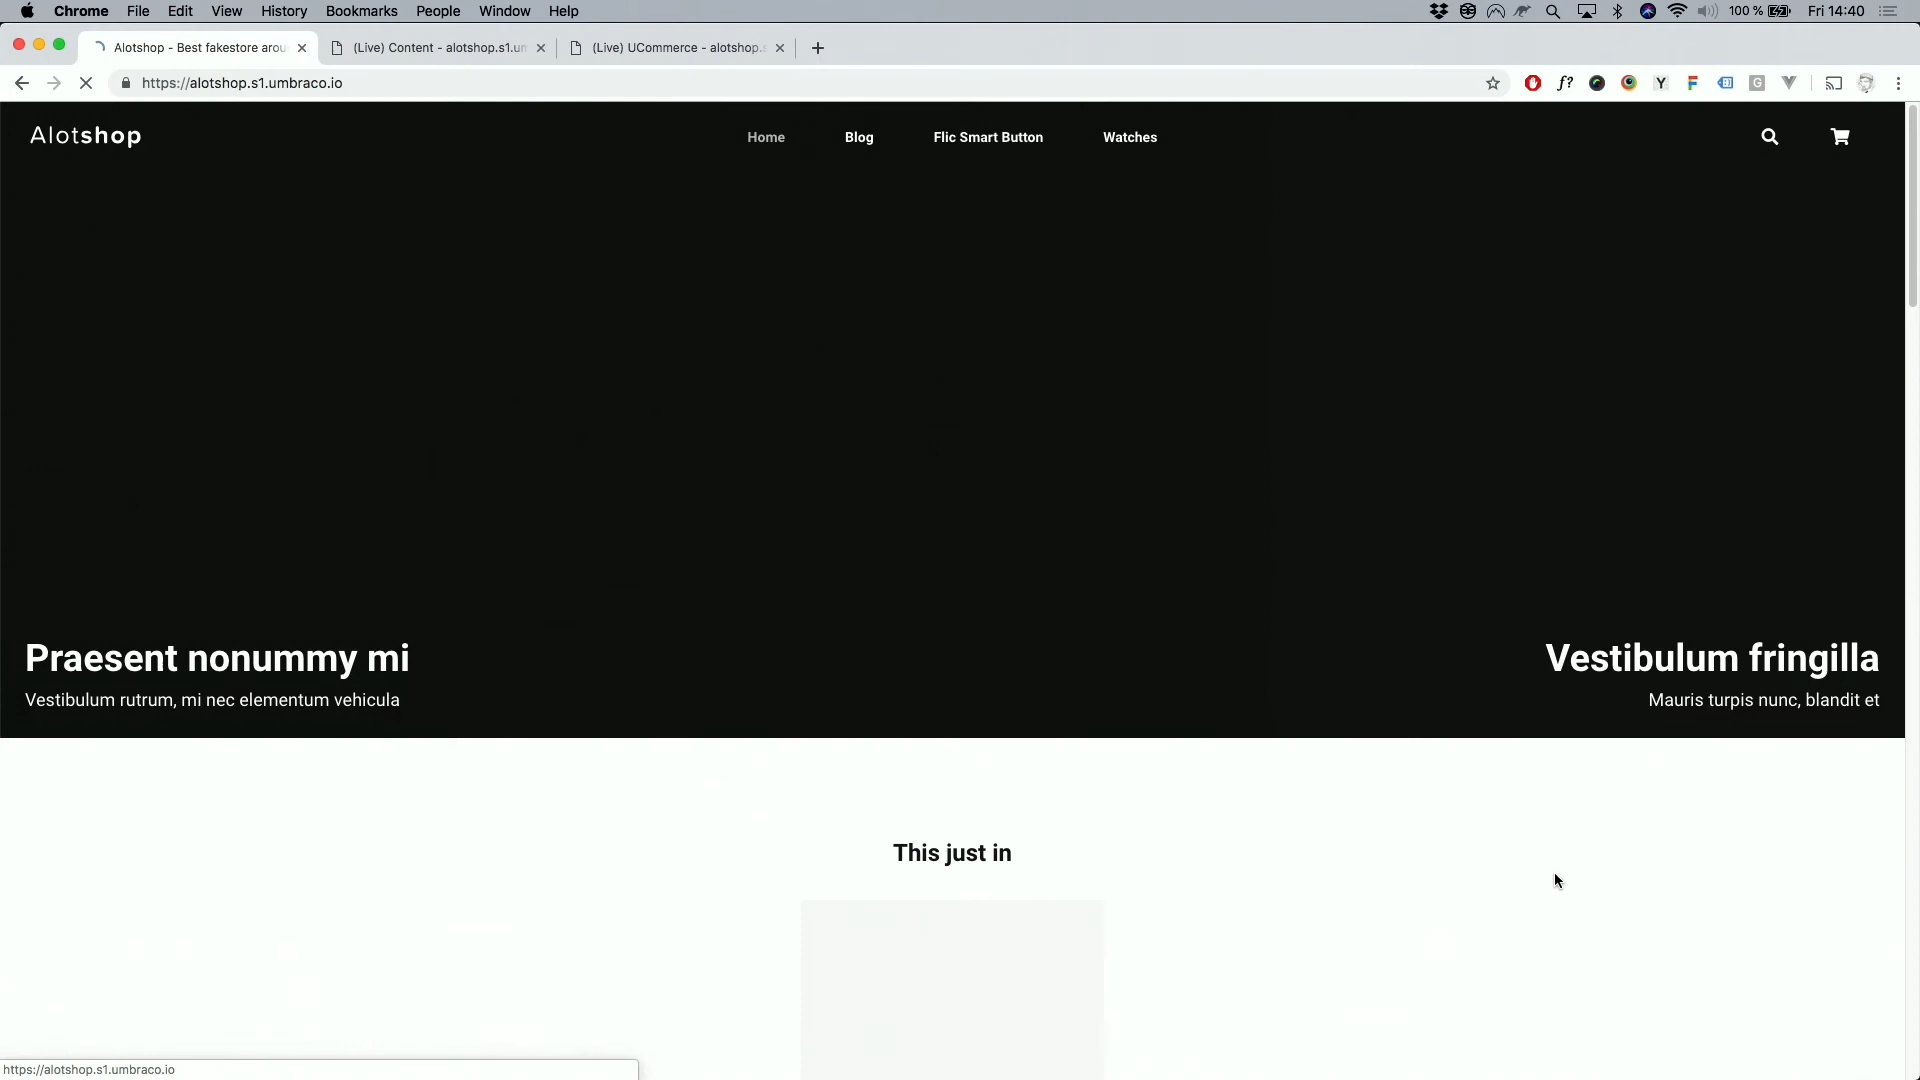 Chrome File Edit View History Bookmarks People Window Help 100 % Fri 14:40
Alotshop - Best fakestore arou (Live) Content - alotshop.s1.um (Live) UCommerce - alotshop.s
https://alotshop.s1.umbraco.io
Alotshop Home Blog Flic Smart Button Watches
Praesent nonummy mi
Vestibulum rutrum, mi nec elementum vehicula
Vestibulum fringilla
Mauris turpis nunc, blandit et
This just in
https://alotshop.s1.umbraco.io